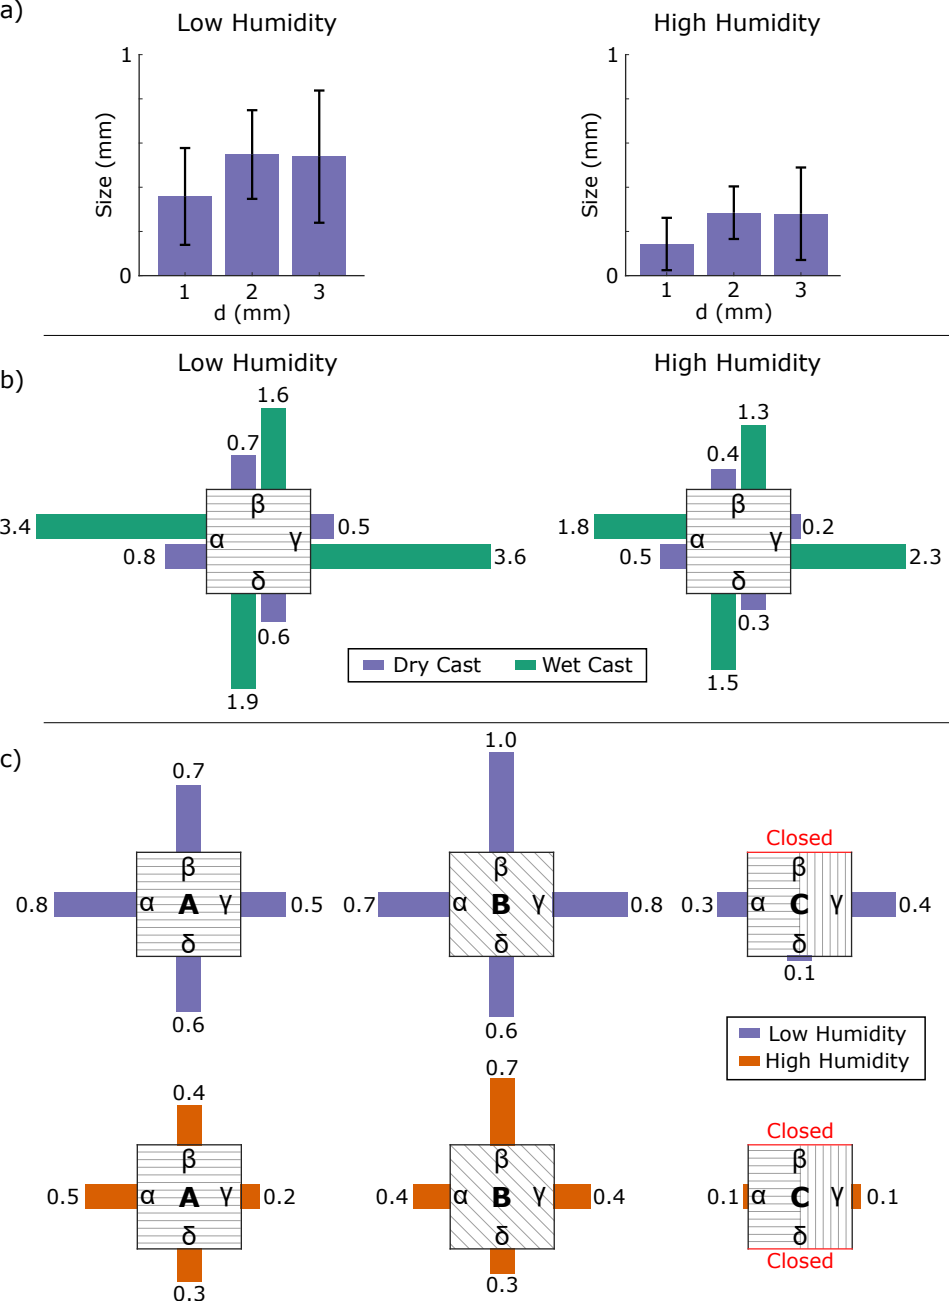 a)
Low Humidity
High Humidity
1
1
Size (mm)
Size (mm)
0
0
1 2 3
1 2 3
d (mm)
d (mm)
b)
Low Humidity
High Humidity
1.6
1.3
0.7
0.4
β
β
3.4
0.5
1.8
0.2
α γ
α γ
0.8
3.6
0.5
2.3
δ
δ
0.6
0.3
1.9
1.5
Dry Cast Wet Cast
c)
1.0
0.7
Closed
β
β
β
0.8 α A γ 0.5
0.7 α B γ 0.8
0.3 α C γ 0.4
δ
δ
δ
0.1
0.6
0.6
Low Humidity
High Humidity
0.7
0.4
Closed
β
β
β
0.5 α A γ 0.2
0.4 α B γ 0.4
0.1 α C γ 0.1
δ
δ
δ
Closed
0.3
0.3